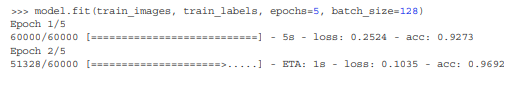 >>> model.fit(train_images, train_labels, epochs=5, batch_size=128)
Epoch 1/5
60000/60000 [==============================] - 5s - loss: 0.2524 - acc: 0.9273
Epoch 2/5
51328/60000 [========================>.....] - ETA: 1s - loss: 0.1035 - acc: 0.9692